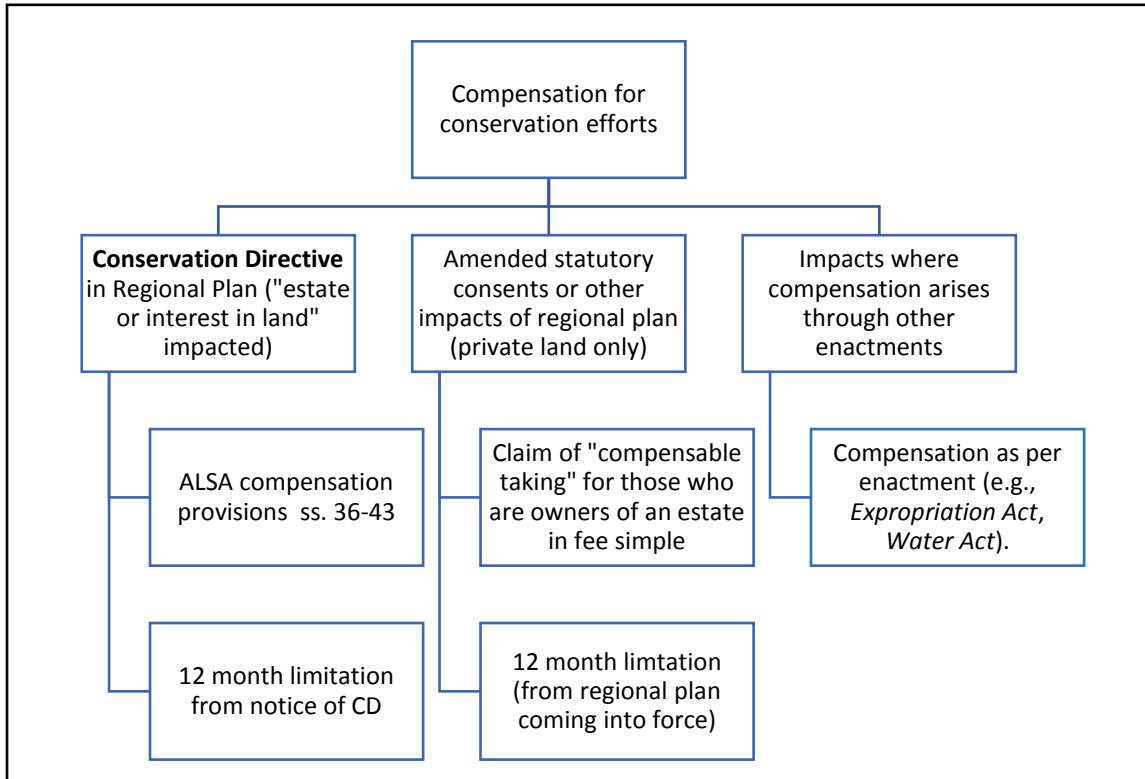 Compensation for
conservation efforts
Conservation Directive
in Regional Plan ("estate
or interest in land"
impacted)
Amended statutory
consents or other
impacts of regional plan
(private land only)
Impacts where
compensation arises
through other
enactments
ALSA compensation
provisions ss. 36-43
Claim of "compensable
taking" for those who
are owners of an estate
in fee simple
Compensation as per
enactment (e.g.,
Expropriation Act,
Water Act).
12 month limitation
from notice of CD
12 month limtation
(from regional plan
coming into force)